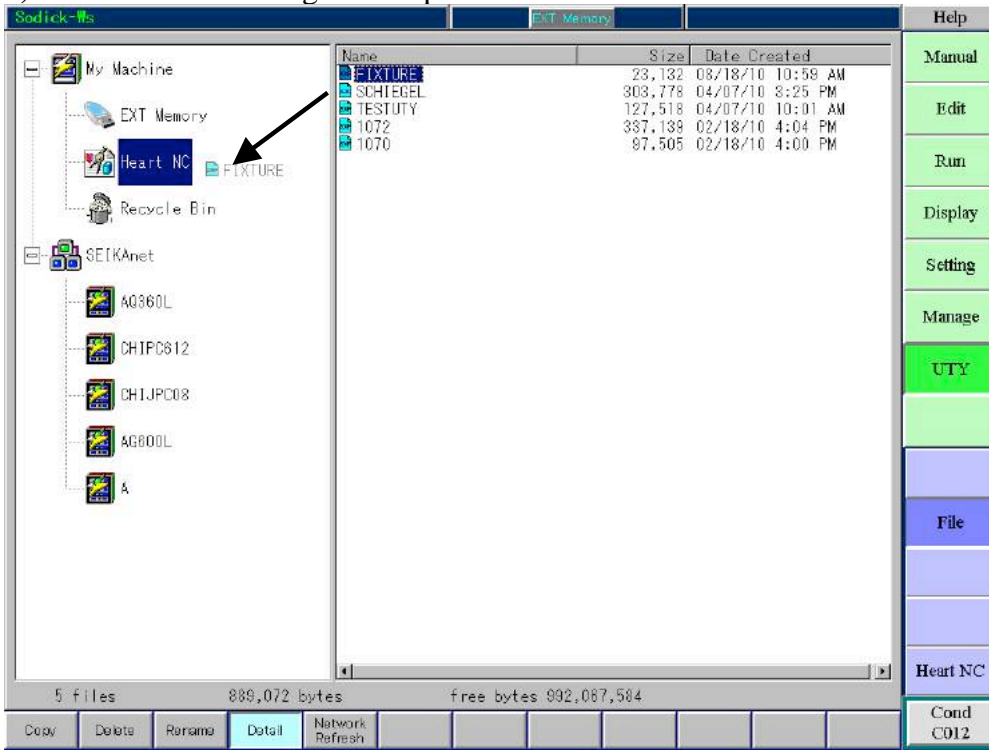 Sodick-Ws
EXT Memory
Help
My Machine
EXT Memory
Heart NC
FIXTURE
Recycle Bin
SEIKAnet
AQ360L
CHIPC612
CHIJPC08
AG600L
A
Name Size Date Created
FIXTURE 23,132 08/18/10 10:59 AM
SCHIEGEL 303,778 04/07/10 3:25 PM
TESTUTY 127,518 04/07/10 10:01 AM
1072 337,139 02/18/10 4:04 PM
1070 97,505 02/18/10 4:00 PM
Manual
Edit
Run
Display
Setting
Manage
UTY
File
Heart NC
Cond
C012
5 files 889,072 bytes free bytes 992,067,584
Copy Delete Rename Detail Network
Refresh